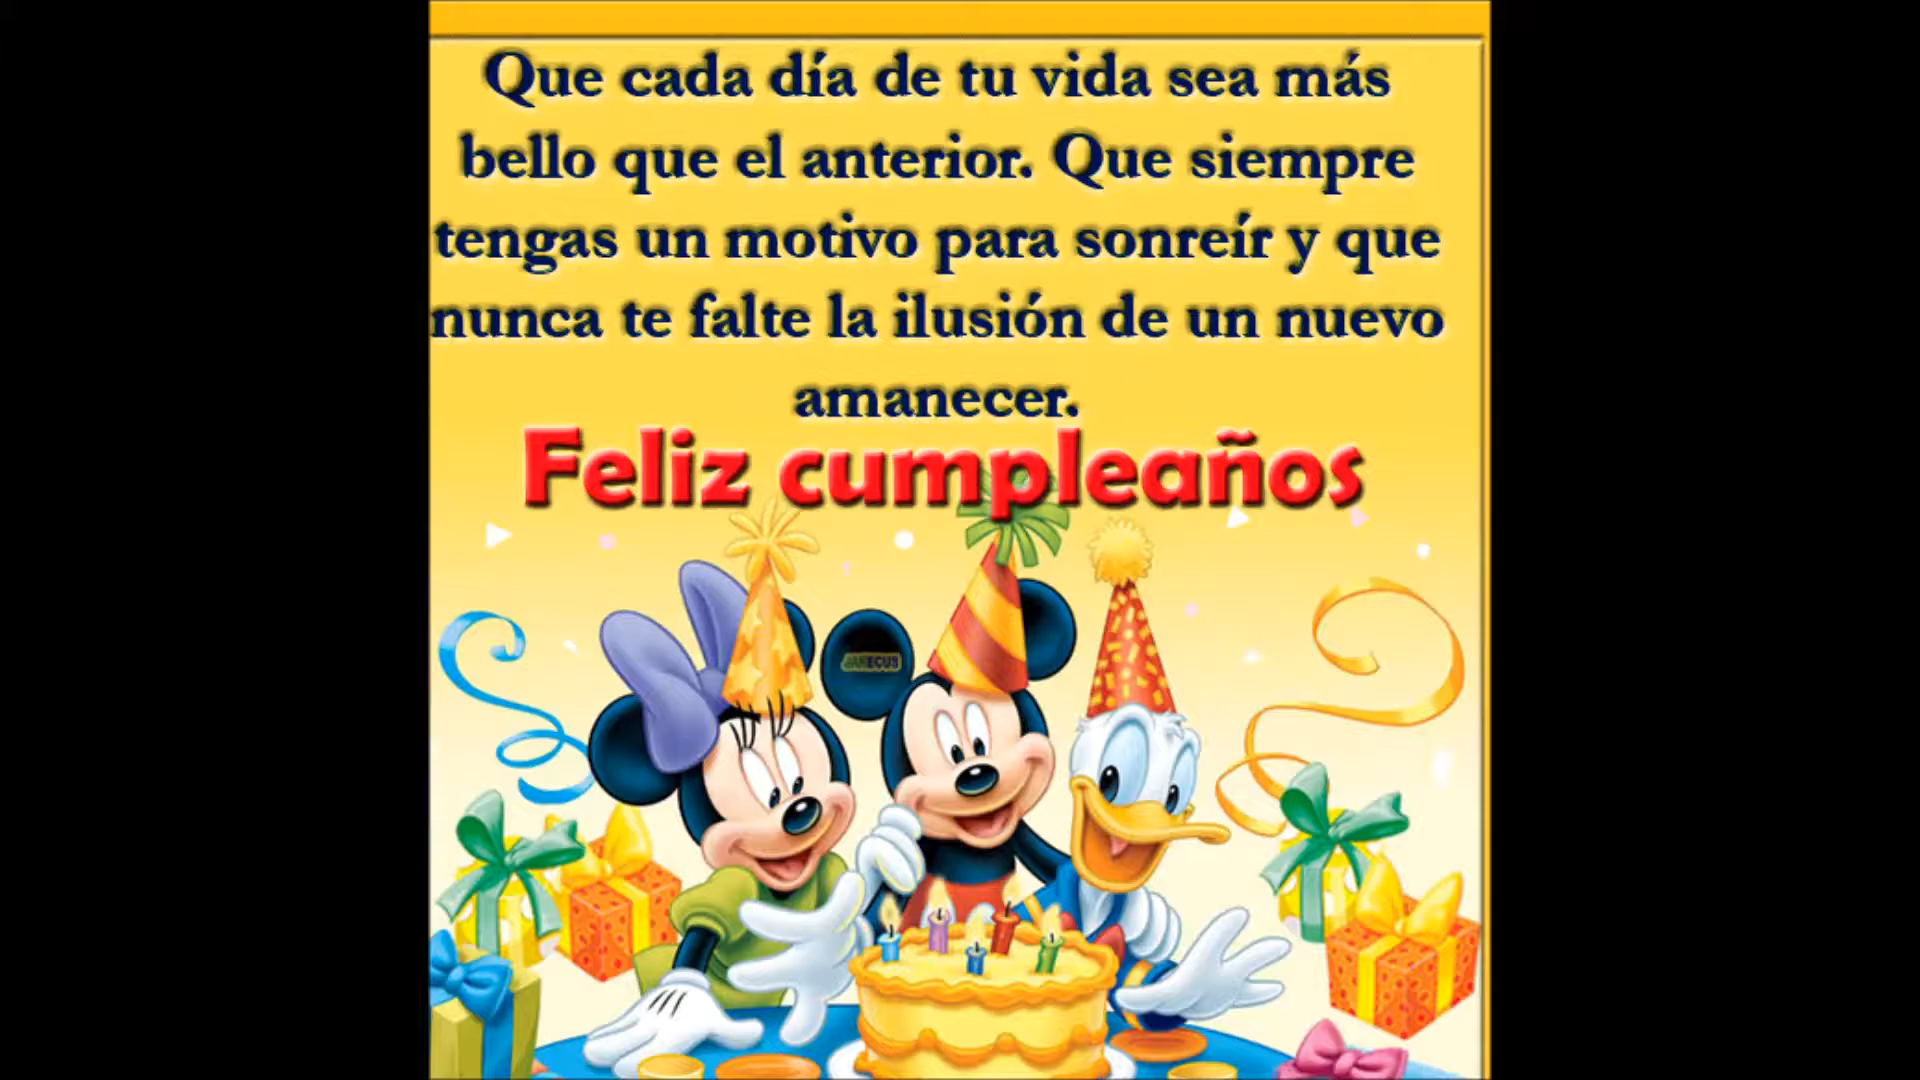 Que cada día de tu vida sea más
bello que el anterior. Que siempre
tengas un motivo para sonreír y que
nunca te falte la ilusión de un nuevo
amanecer.
Feliz cumpleaños
JARECUS